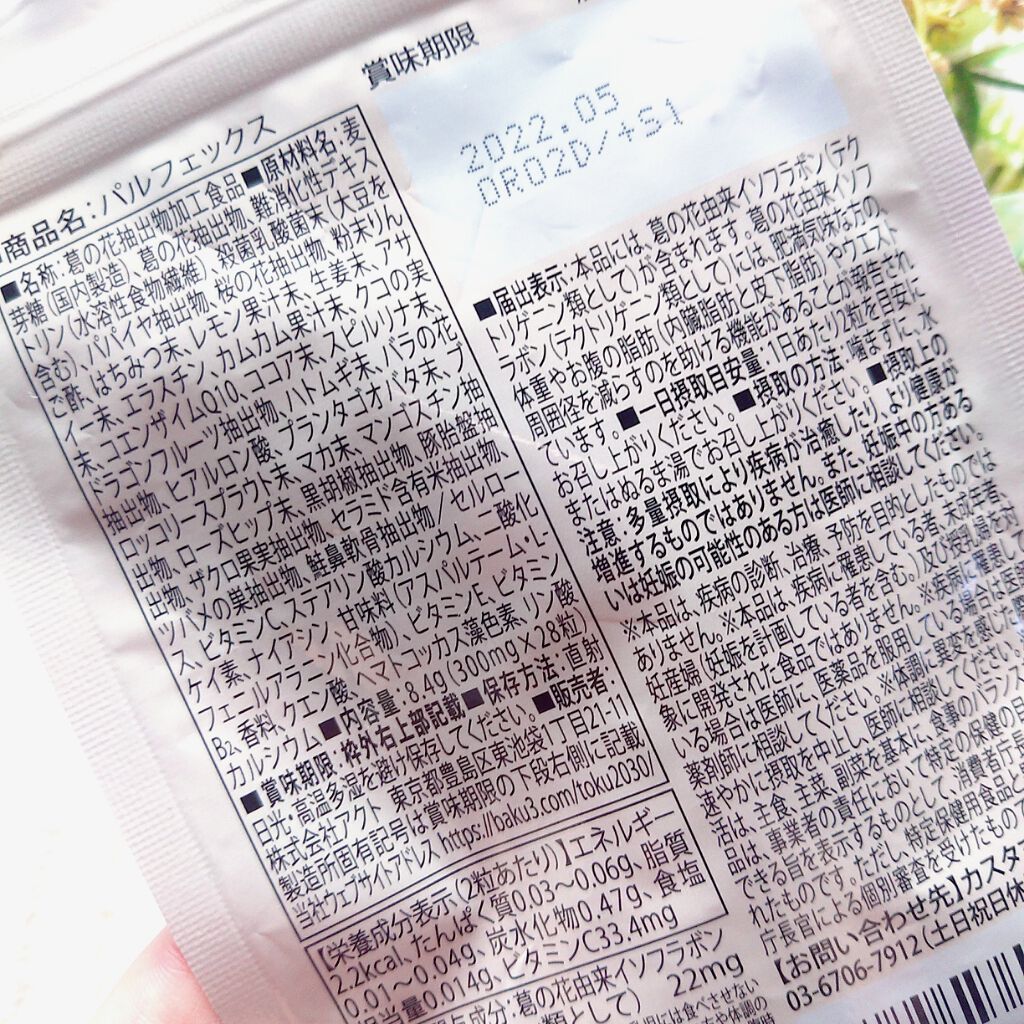 賞味期限
2022.05
OR02D/+S1
商品名:パルフェックス
■名称:葛の花抽出物加工食品■原材料名:麦
芽糖(国内製造)、葛の花抽出物、難消化性デキス
トリン(水溶性食物繊維)、殺菌乳酸菌末(大豆を
含む)、パパイヤ抽出物、桜の花抽出物、粉末りん
ご酢、はちみつ末、レモン果汁末、生姜末、アサ
イー末、エラスチン、カムカム果汁末、クコの実
末、コエンザイムQ10、ココア末、スピルリナ末、
ドラゴンフルーツ抽出物、ハトムギ末、バラの花
抽出物、ヒアルロン酸、プランタゴオバタ末、ブ
ロッコリースプラウト末、マカ末、マンゴスチン抽
出物、ローズヒップ末、黒胡椒抽出物、豚胎盤抽
出物、ザクロ果実抽出物、セラミド含有米抽出物、
ツバメの巣抽出物、鮭鼻軟骨抽出物/セルロー
ス、ビタミンC、ステアリン酸カルシウム、二酸化
ケイ素、ナイアシン、甘味料(アスパルテーム・L-
フェニルアラニン化合物)、ビタミンE、ビタミン
B₂、香料、クエン酸、ヘマトコッカス藻色素、リン酸
カルシウム■内容量:8.4g(300mg×28粒)
■賞味期限:枠外右上部記載■保存方法:直射
日光・高温多湿を避け保存してください。■販売者:
株式会社アクト 東京都豊島区東池袋1丁目21-11
製造所固有記号は賞味期限の下段右側に記載
当社ウェブサイトアドレス https://baku3.com/toku2030/
【栄養成分表示(2粒あたり)】エネルギー
2.2kcal、たんぱく質0.03~0.06g、脂質
0.01~0.04g、炭水化物0.47g、食塩
相当量0.014g、ビタミンC33.4mg
与成分:葛の花由来イソフラボン
類として) 22mg
■届出表示:本品には、葛の花由来イソフラボン(テク
トリゲニン類として)が含まれます。葛の花由来イソフ
ラボン(テクトリゲニン類として)には、肥満気味な方の、
体重やお腹の脂肪(内臓脂肪と皮下脂肪)やウエスト
周囲径を減らすのを助ける機能があることが報告され
ています。■一日摂取目安量:1日あたり2粒を目安に
お召し上がりください。■摂取の方法:噛まずに、水
またはぬるま湯でお召し上がりください。■摂取上の
注意:多量摂取により疾病が治癒したり、より健康が
増進するものではありません。また、妊娠中の方ある
いは妊娠の可能性のある方は医師に相談してください。
※本品は、疾病の診断、治療、予防を目的としたものでは
ありません。※本品は、疾病に罹患している者、未成年者、
妊産婦(妊娠を計画している者を含む。)及び授乳婦を対
象に開発された食品ではありません。※疾病に罹患して
いる場合は医師に、医薬品を服用している場合は医師、
薬剤師に相談してください。※体調に異変を感じた
速やかに摂取を中止し、医師に相談してください。
活は、主食、主菜、副菜を基本に、食事のバランスを
品は、事業者の責任において特定の保健の目
できる旨を表示するものとして、消費者庁長
れたものです。ただし、特定保健用食品と
庁長官による個別審査を受けたもので
【お問い合わせ先】カスタ
03-6706-7912(土日祝日休